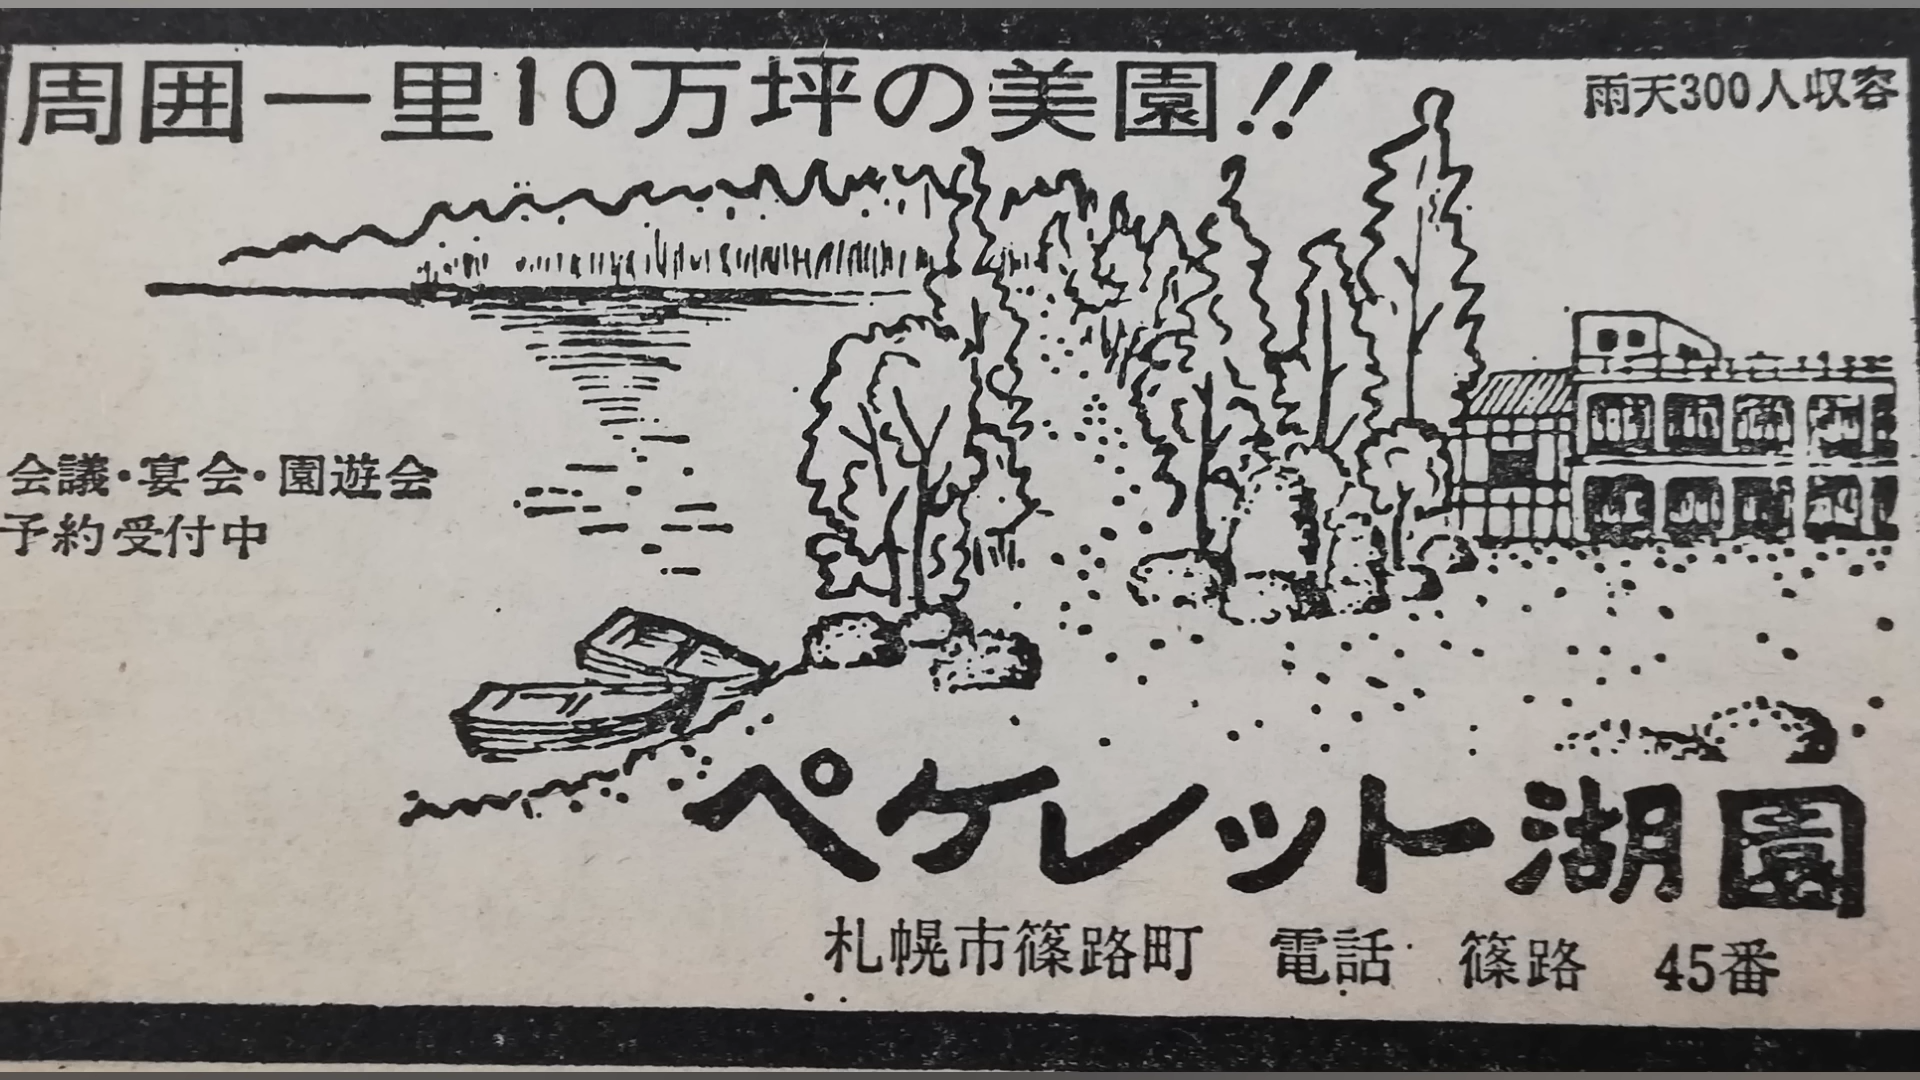 周囲一里10万坪の美園!!
雨天300人収容
会議・宴会・園遊会
予約受付中
ペケレット湖園
札幌市篠路町 電話 篠路 45番